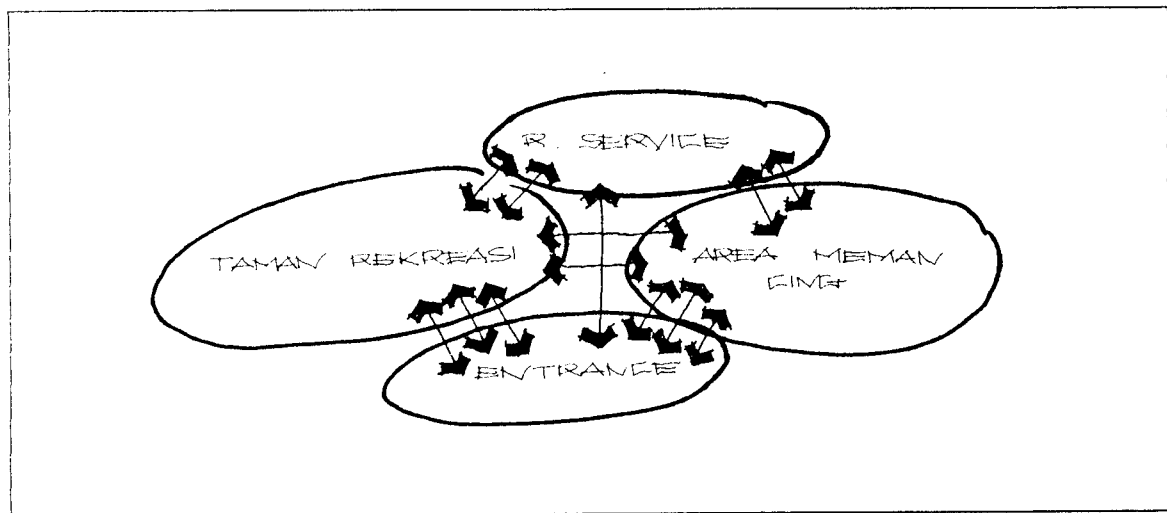 R. SERVICE
TAMAN REKREASI
AREA MEMAN
CING
ENTRANCE